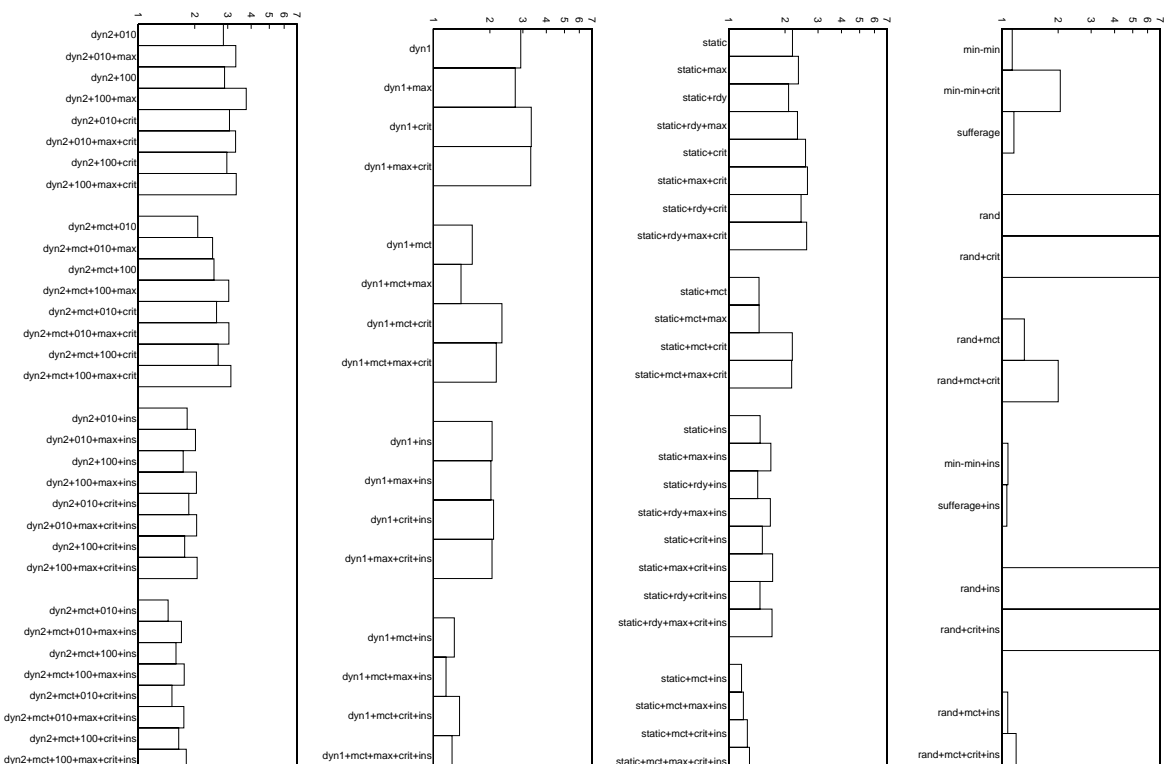 1 2 3 4 5 6 7
dyn2+010
dyn2+010+max
dyn2+100
dyn2+100+max
dyn2+010+crit
dyn2+010+max+crit
dyn2+100+crit
dyn2+100+max+crit
dyn2+mct+010
dyn2+mct+010+max
dyn2+mct+100
dyn2+mct+100+max
dyn2+mct+010+crit
dyn2+mct+010+max+crit
dyn2+mct+100+crit
dyn2+mct+100+max+crit
dyn2+010+ins
dyn2+010+max+ins
dyn2+100+ins
dyn2+100+max+ins
dyn2+010+crit+ins
dyn2+010+max+crit+ins
dyn2+100+crit+ins
dyn2+100+max+crit+ins
dyn2+mct+010+ins
dyn2+mct+010+max+ins
dyn2+mct+100+ins
dyn2+mct+100+max+ins
dyn2+mct+010+crit+ins
dyn2+mct+010+max+crit+ins
dyn2+mct+100+crit+ins
dyn2+mct+100+max+crit+ins
1 2 3 4 5 6 7
dyn1
dyn1+max
dyn1+crit
dyn1+max+crit
dyn1+mct
dyn1+mct+max
dyn1+mct+crit
dyn1+mct+max+crit
dyn1+ins
dyn1+max+ins
dyn1+crit+ins
dyn1+max+crit+ins
dyn1+mct+ins
dyn1+mct+max+ins
dyn1+mct+crit+ins
dyn1+mct+max+crit+ins
1 2 3 4 5 6 7
static
static+max
static+rdy
static+rdy+max
static+crit
static+max+crit
static+rdy+crit
static+rdy+max+crit
static+mct
static+mct+max
static+mct+crit
static+mct+max+crit
static+ins
static+max+ins
static+rdy+ins
static+rdy+max+ins
static+crit+ins
static+max+crit+ins
static+rdy+crit+ins
static+rdy+max+crit+ins
static+mct+ins
static+mct+max+ins
static+mct+crit+ins
static+mct+max+crit+ins
1 2 3 4 5 6 7
min-min
min-min+crit
sufferage
rand
rand+crit
rand+mct
rand+mct+crit
min-min+ins
sufferage+ins
rand+ins
rand+crit+ins
rand+mct+ins
rand+mct+crit+ins